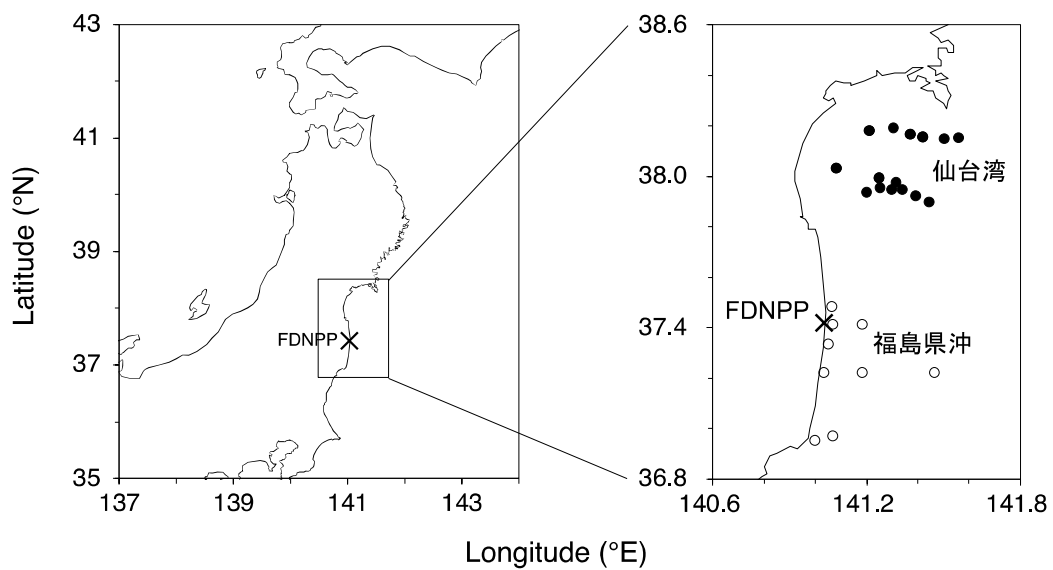 43
41
39
37
35
137
139
141
143
Latitude (°N)
FDNPP
38.6
38.0
37.4
36.8
140.6
141.2
141.8
仙台湾
FDNPP
福島県沖
Longitude (°E)